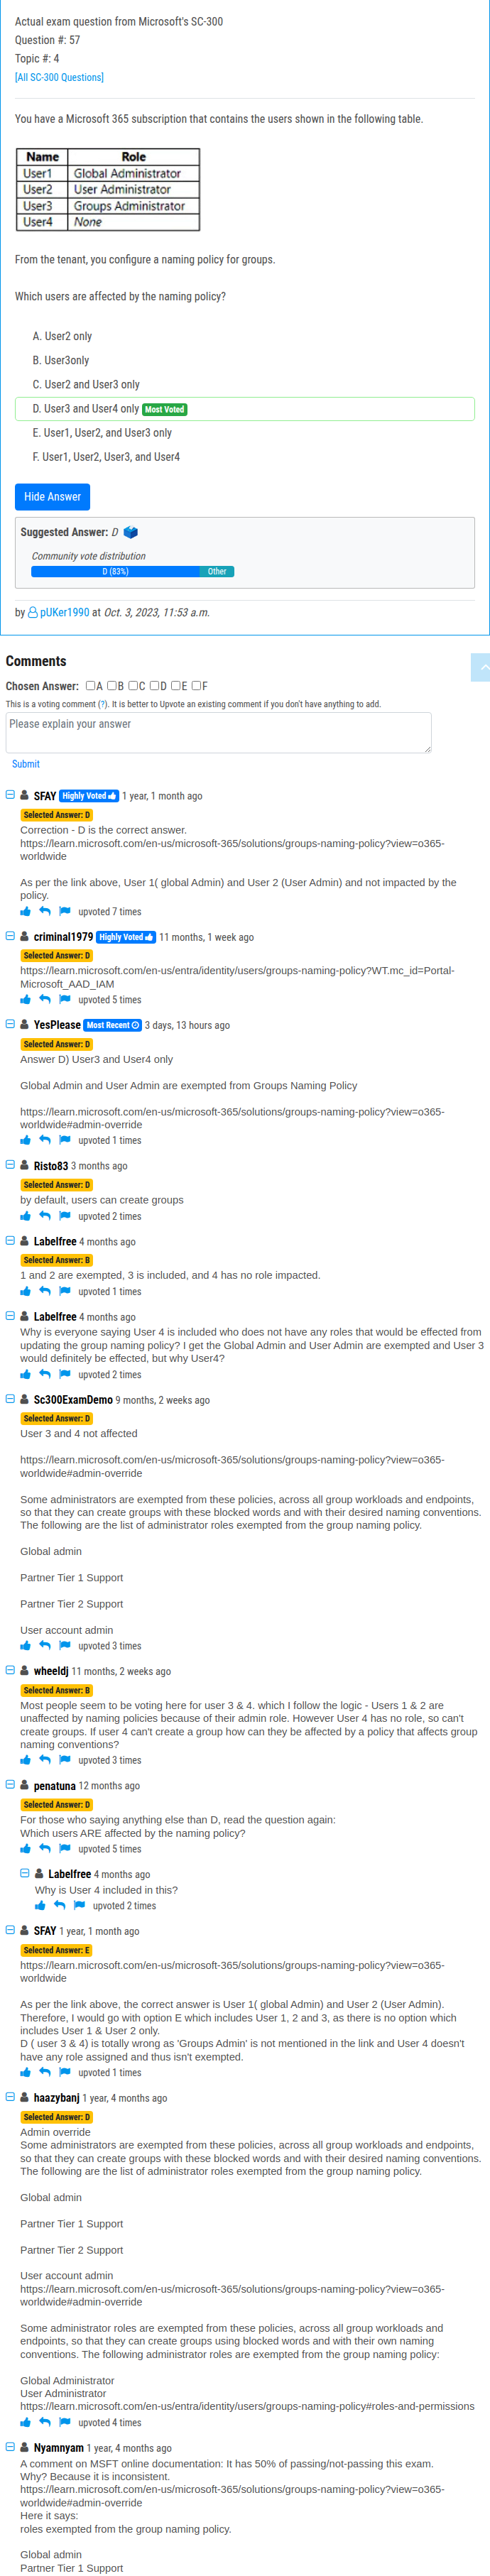 Actual exam question from Microsoft's SC-300
Question #: 57
Topic #: 4
[All SC-300 Questions]
You have a Microsoft 365 subscription that contains the users shown in the following table.
Name Role
User1 Global Administrator
User2 User Administrator
User3 Groups Administrator
User4 None
From the tenant, you configure a naming policy for groups.
Which users are affected by the naming policy?
A. User2 only
B. User3only
C. User2 and User3 only
D. User3 and User4 only Most Voted
E. User1, User2, and User3 only
F. User1, User2, User3, and User4
Hide Answer
Suggested Answer: D
Community vote distribution
D (83%) Other
by pUKer1990 at Oct. 3, 2023, 11:53 a.m.
Comments
Chosen Answer: A B C D E F
This is a voting comment (?). It is better to Upvote an existing comment if you don't have anything to add.
Please explain your answer
Submit
SFAY Highly Voted 1 year, 1 month ago
Selected Answer: D
Correction - D is the correct answer.
https://learn.microsoft.com/en-us/microsoft-365/solutions/groups-naming-policy?view=o365-
worldwide
As per the link above, User 1( global Admin) and User 2 (User Admin) and not impacted by the
policy.
upvoted 7 times
criminal1979 Highly Voted 11 months, 1 week ago
Selected Answer: D
https://learn.microsoft.com/en-us/entra/identity/users/groups-naming-policy?WT.mc_id=Portal-
Microsoft_AAD_IAM
upvoted 5 times
YesPlease Most Recent 3 days, 13 hours ago
Selected Answer: D
Answer D) User3 and User4 only
Global Admin and User Admin are exempted from Groups Naming Policy
https://learn.microsoft.com/en-us/microsoft-365/solutions/groups-naming-policy?view=o365-
worldwide#admin-override
upvoted 1 times
Risto83 3 months ago
Selected Answer: D
by default, users can create groups
upvoted 2 times
Labelfree 4 months ago
Selected Answer: B
1 and 2 are exempted, 3 is included, and 4 has no role impacted.
upvoted 1 times
Labelfree 4 months ago
Why is everyone saying User 4 is included who does not have any roles that would be effected from
updating the group naming policy? I get the Global Admin and User Admin are exempted and User 3
would definitely be effected, but why User4?
upvoted 2 times
Sc300ExamDemo 9 months, 2 weeks ago
Selected Answer: D
User 3 and 4 not affected
https://learn.microsoft.com/en-us/microsoft-365/solutions/groups-naming-policy?view=o365-
worldwide#admin-override
Some administrators are exempted from these policies, across all group workloads and endpoints,
so that they can create groups with these blocked words and with their desired naming conventions.
The following are the list of administrator roles exempted from the group naming policy.
Global admin
Partner Tier 1 Support
Partner Tier 2 Support
User account admin
upvoted 3 times
wheeldj 11 months, 2 weeks ago
Selected Answer: B
Most people seem to be voting here for user 3 & 4. which I follow the logic - Users 1 & 2 are
unaffected by naming policies because of their admin role. However User 4 has no role, so can't
create groups. If user 4 can't create a group how can they be affected by a policy that affects group
naming conventions?
upvoted 3 times
penatuna 12 months ago
Selected Answer: D
For those who saying anything else than D, read the question again:
Which users ARE affected by the naming policy?
upvoted 5 times
Labelfree 4 months ago
Why is User 4 included in this?
upvoted 2 times
SFAY 1 year, 1 month ago
Selected Answer: E
https://learn.microsoft.com/en-us/microsoft-365/solutions/groups-naming-policy?view=o365-
worldwide
As per the link above, the correct answer is User 1( global Admin) and User 2 (User Admin).
Therefore, I would go with option E which includes User 1, 2 and 3, as there is no option which
includes User 1 & User 2 only.
D ( user 3 & 4) is totally wrong as 'Groups Admin' is not mentioned in the link and User 4 doesn't
have any role assigned and thus isn't exempted.
upvoted 1 times
haazybanj 1 year, 4 months ago
Selected Answer: D
Admin override
Some administrators are exempted from these policies, across all group workloads and endpoints,
so that they can create groups with these blocked words and with their desired naming conventions.
The following are the list of administrator roles exempted from the group naming policy.
Global admin
Partner Tier 1 Support
Partner Tier 2 Support
User account admin
https://learn.microsoft.com/en-us/microsoft-365/solutions/groups-naming-policy?view=o365-
worldwide#admin-override
Some administrator roles are exempted from these policies, across all group workloads and
endpoints, so that they can create groups using blocked words and with their own naming
conventions. The following administrator roles are exempted from the group naming policy:
Global Administrator
User Administrator
https://learn.microsoft.com/en-us/entra/identity/users/groups-naming-policy#roles-and-permissions
upvoted 4 times
Nyamnyam 1 year, 4 months ago
A comment on MSFT online documentation: It has 50% of passing/not-passing this exam.
Why? Because it is inconsistent.
https://learn.microsoft.com/en-us/microsoft-365/solutions/groups-naming-policy?view=o365-
worldwide#admin-override
Here it says:
roles exempted from the group naming policy.
Global admin
Partner Tier 1 Support